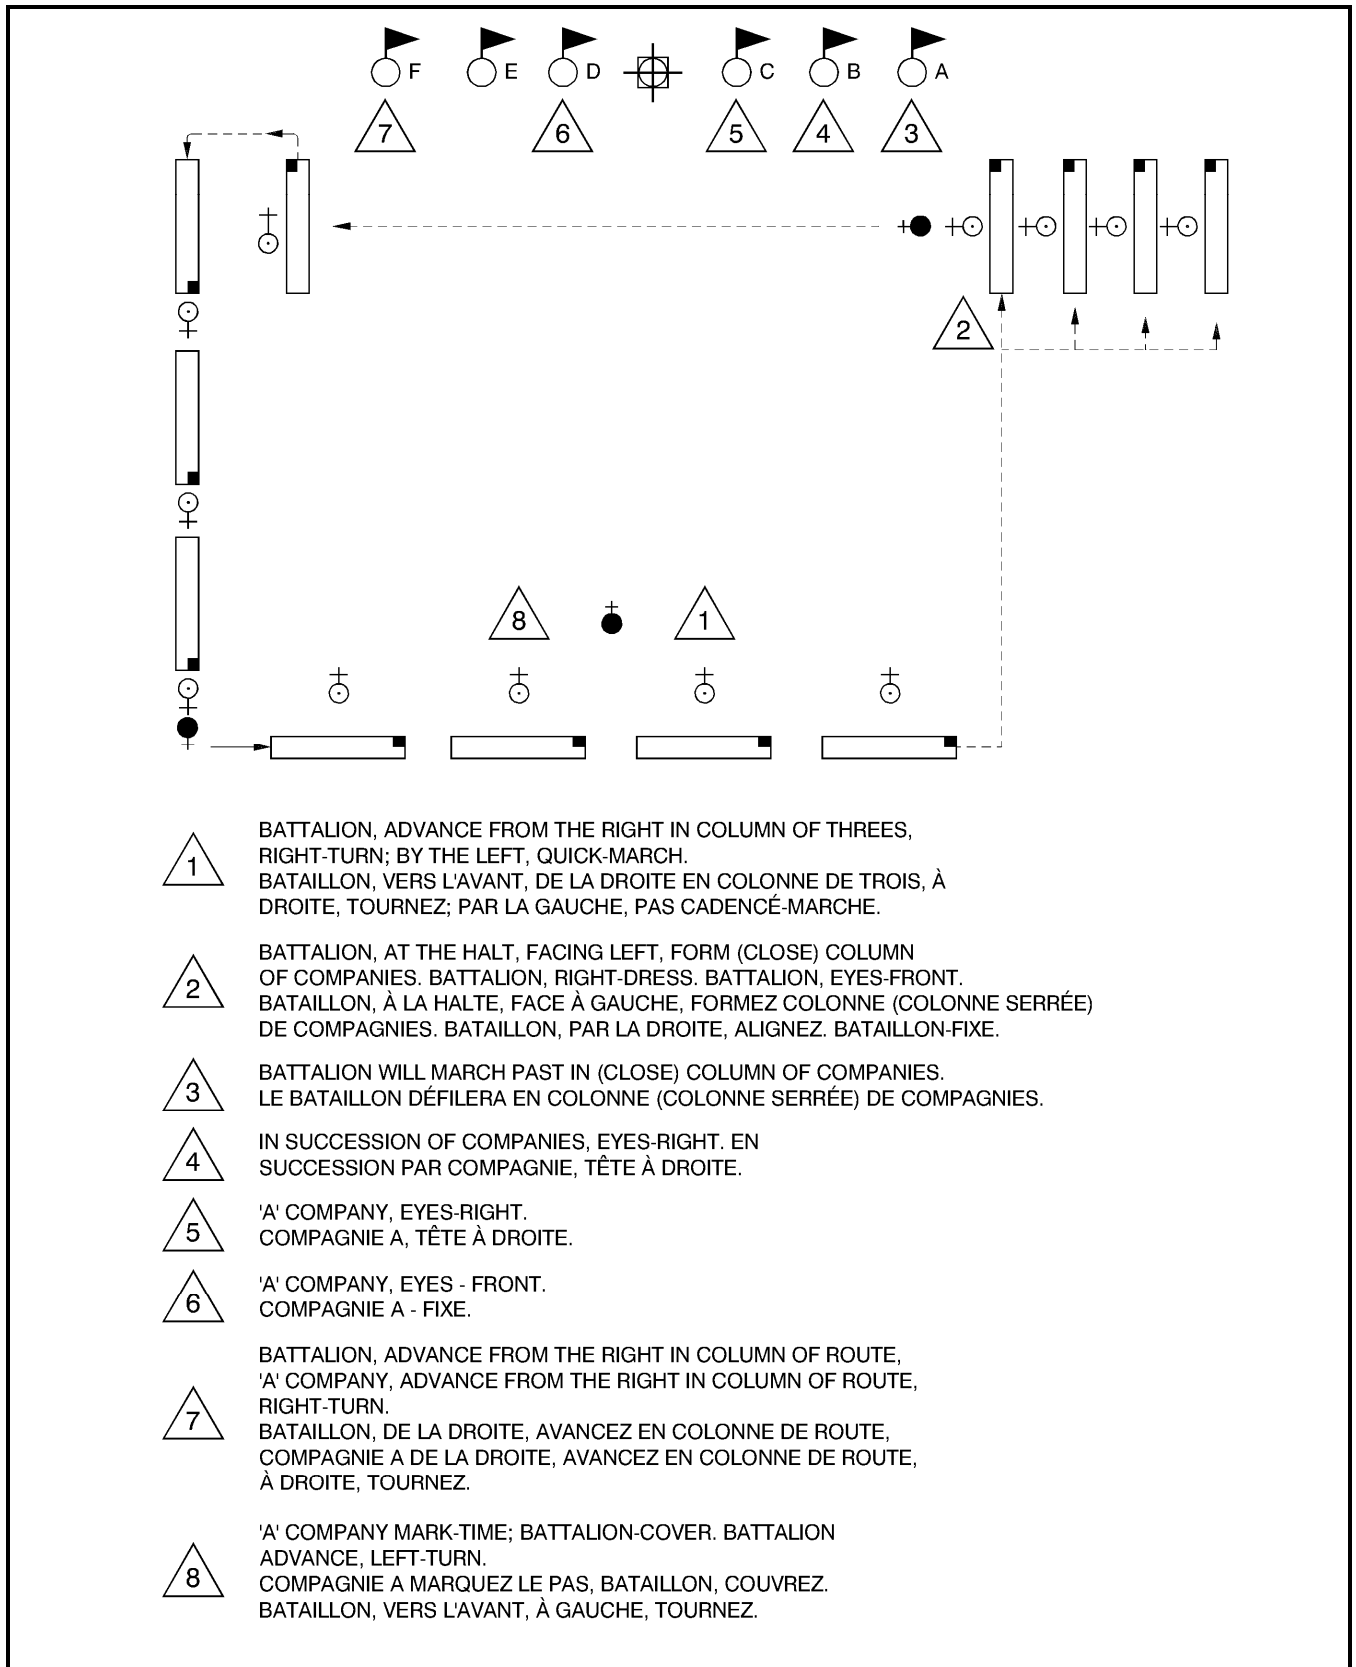 F E D C B A
7 6 5 4 3
2
8 1
1
BATTALION, ADVANCE FROM THE RIGHT IN COLUMN OF THREES,
RIGHT-TURN; BY THE LEFT, QUICK-MARCH.
BATAILLON, VERS L'AVANT, DE LA DROITE EN COLONNE DE TROIS, À
DROITE, TOURNEZ; PAR LA GAUCHE, PAS CADENCÉ-MARCHE.
2
BATTALION, AT THE HALT, FACING LEFT, FORM (CLOSE) COLUMN
OF COMPANIES. BATTALION, RIGHT-DRESS. BATTALION, EYES-FRONT.
BATAILLON, À LA HALTE, FACE À GAUCHE, FORMEZ COLONNE (COLONNE SERRÉE)
DE COMPAGNIES. BATAILLON, PAR LA DROITE, ALIGNEZ. BATAILLON-FIXE.
3
BATTALION WILL MARCH PAST IN (CLOSE) COLUMN OF COMPANIES.
LE BATAILLON DÉFILERA EN COLONNE (COLONNE SERRÉE) DE COMPAGNIES.
4
IN SUCCESSION OF COMPANIES, EYES-RIGHT. EN
SUCCESSION PAR COMPAGNIE, TÊTE À DROITE.
5
'A' COMPANY, EYES-RIGHT.
COMPAGNIE A, TÊTE À DROITE.
6
'A' COMPANY, EYES - FRONT.
COMPAGNIE A - FIXE.
7
BATTALION, ADVANCE FROM THE RIGHT IN COLUMN OF ROUTE,
'A' COMPANY, ADVANCE FROM THE RIGHT IN COLUMN OF ROUTE,
RIGHT-TURN.
BATAILLON, DE LA DROITE, AVANCEZ EN COLONNE DE ROUTE,
COMPAGNIE A DE LA DROITE, AVANCEZ EN COLONNE DE ROUTE,
À DROITE, TOURNEZ.
8
'A' COMPANY MARK-TIME; BATTALION-COVER. BATTALION
ADVANCE, LEFT-TURN.
COMPAGNIE A MARQUEZ LE PAS, BATAILLON, COUVREZ.
BATAILLON, VERS L'AVANT, À GAUCHE, TOURNEZ.